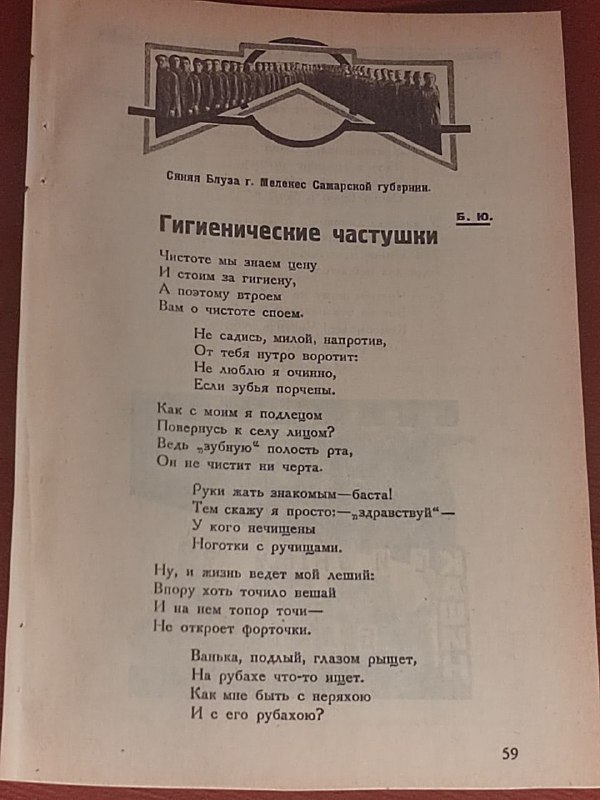 Синяя Блуза г. Мелекес Самарской губернии.
Б. Ю.
Гигиенические частушки
Чистоте мы знаем цену
И стоим за гигиену,
А поэтому втроем
Вам о чистоте споем.
Не садись, милой, напротив,
От тебя нутро воротит:
Не люблю я очинно,
Если зубья порчены.
Как с моим я подлецом
Повернусь к селу лицом?
Ведь „зубную“ полость рта,
Он не чистит ни черта.
Руки жать знакомым—баста!
Тем скажу я просто:—„здравствуй“—
У кого нечищены
Ноготки с ручищами.
Ну, и жизнь ведет мой леший:
Впору хоть точило вешай
И на нем топор точи—
Не откроет форточки.
Ванька, подлый, глазом рыщет,
На рубахе что-то ищет.
Как мне быть с неряхою
И с его рубахою?
59